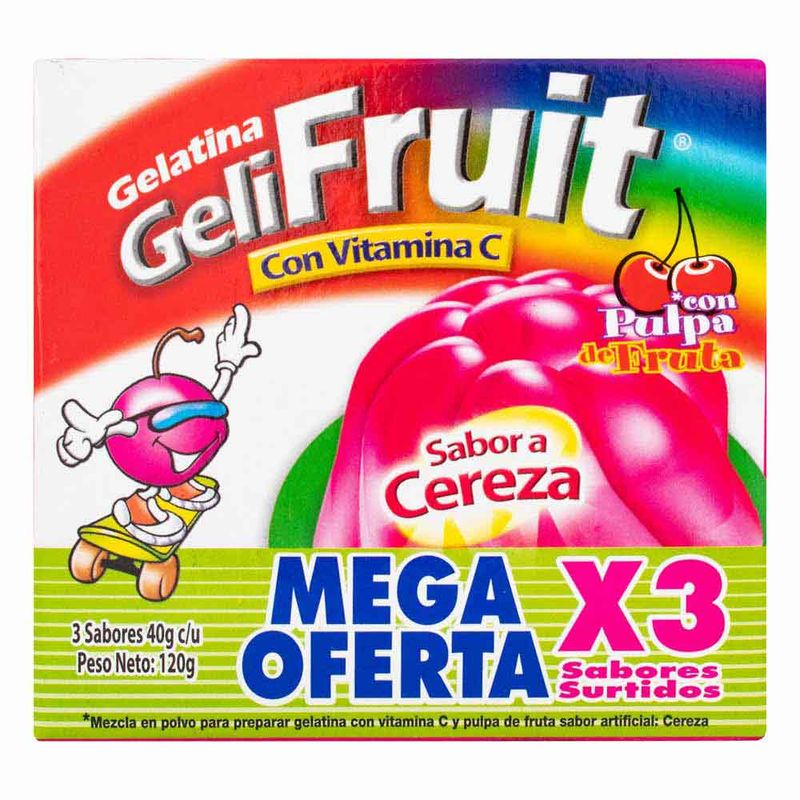 Gelatina
GeliFruit®
Con Vitamina C
*con
Pulpa
de Fruta
Sabor a
Cereza
MEGA
OFERTA
X3
Sabores
Surtidos
3 Sabores 40g c/u
Peso Neto: 120g
*Mezcla en polvo para preparar gelatina con vitamina C y pulpa de fruta sabor artificial: Cereza